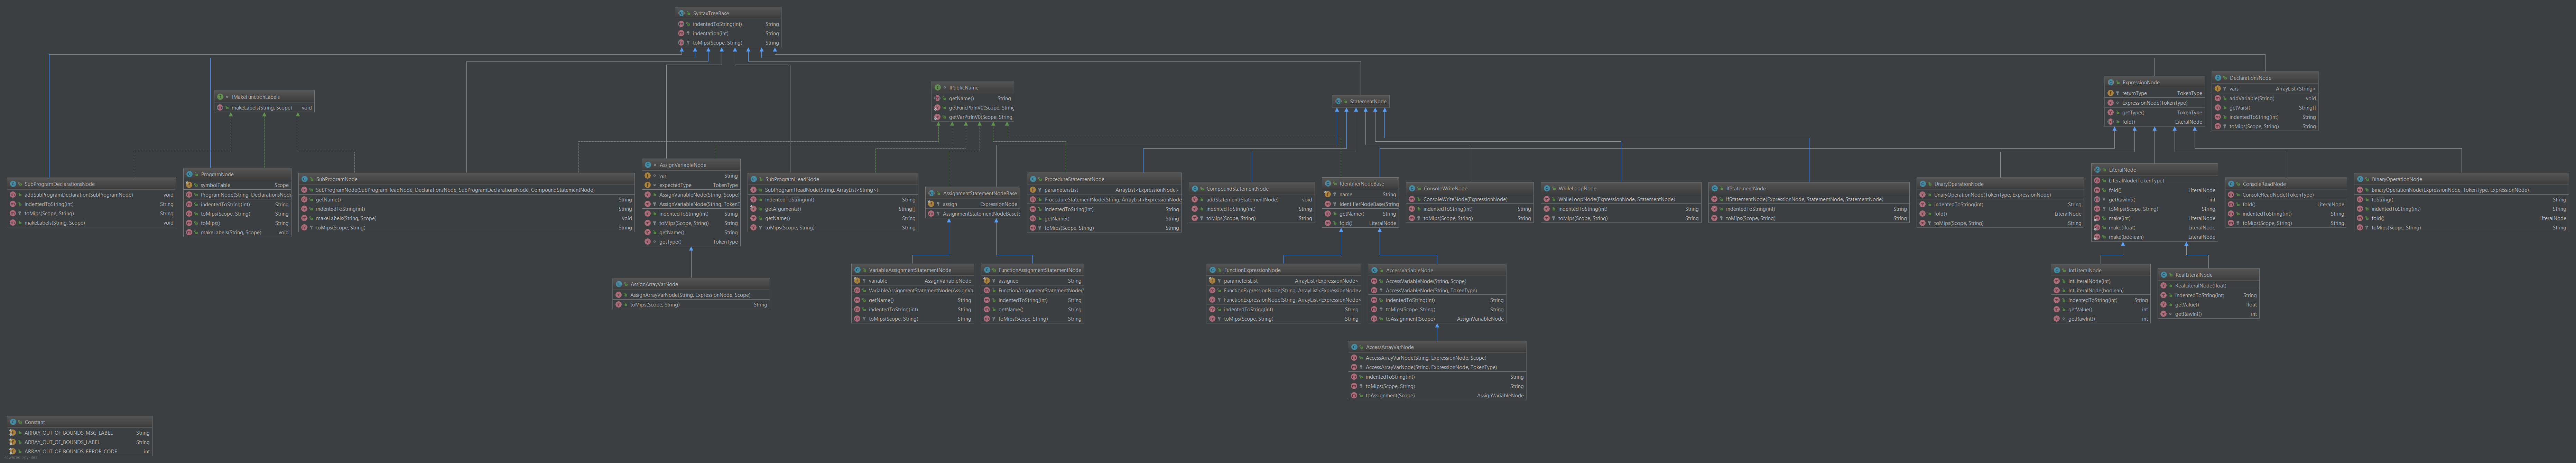 SyntaxTreeBase
indentedToString(int) String
indentation(int) String
toMips(Scope, String) String
IMakeFunctionLabels
makeLabels(String, Scope) void
IPublicName
getName() String
getFuncPtrInV0(Scope, String,
getVarPtrInV0(Scope, String,
StatementNode
ExpressionNode
returnType TokenType
ExpressionNode(TokenType)
getType() TokenType
fold() LiteralNode
DeclarationsNode
vars ArrayList<String>
addVariable(String) void
getVars() String[]
indentedToString(int) String
toMips(Scope, String) String
SubProgramDeclarationsNode
addSubProgramDeclaration(SubProgramNode) void
indentedToString(int) String
toMips(Scope, String) String
makeLabels(String, Scope) void
ProgramNode
symbolTable Scope
ProgramNode(String, DeclarationsNode
indentedToString(int) String
toMips(Scope, String) String
toMips() String
makeLabels(String, Scope) void
SubProgramNode
SubProgramNode(SubProgramHeadNode, DeclarationsNode, SubProgramDeclarationsNode, CompoundStatementNode)
getName() String
indentedToString(int) String
makeLabels(String, Scope) void
toMips(Scope, String) String
AssignVariableNode
var String
expectedType TokenType
AssignVariableNode(String, Scope)
AssignVariableNode(String, TokenT
indentedToString(int) String
toMips(Scope, String) String
getName() String
getType() TokenType
SubProgramHeadNode
SubProgramHeadNode(String, ArrayList<String>)
indentedToString(int) String
getArguments() String[]
getName() String
toMips(Scope, String) String
AssignmentStatementNodeBase
assign ExpressionNode
AssignmentStatementNodeBase(
ProcedureStatementNode
parametersList ArrayList<ExpressionNode>
ProcedureStatementNode(String, ArrayList<ExpressionNode
indentedToString(int) String
getName() String
toMips(Scope, String) String
CompoundStatementNode
addStatement(StatementNode) void
indentedToString(int) String
toMips(Scope, String) String
IdentifierNodeBase
name String
IdentifierNodeBase(String
getName() String
fold() LiteralNode
ConsoleWriteNode
ConsoleWriteNode(ExpressionNode)
indentedToString(int) String
toMips(Scope, String) String
WhileLoopNode
WhileLoopNode(ExpressionNode, StatementNode)
indentedToString(int) String
toMips(Scope, String) String
IfStatementNode
IfStatementNode(ExpressionNode, StatementNode, StatementNode)
indentedToString(int) String
toMips(Scope, String) String
UnaryOperationNode
UnaryOperationNode(TokenType, ExpressionNode)
indentedToString(int) String
fold() LiteralNode
toMips(Scope, String) String
LiteralNode
LiteralNode(TokenType)
fold() LiteralNode
getRawInt() int
toMips(Scope, String) String
make(int) LiteralNode
make(float) LiteralNode
make(boolean) LiteralNode
ConsoleReadNode
ConsoleReadNode(TokenType)
fold() LiteralNode
indentedToString(int) String
toMips(Scope, String) String
BinaryOperationNode
BinaryOperationNode(ExpressionNode, TokenType, ExpressionNode)
toString() String
indentedToString(int) String
fold() LiteralNode
toMips(Scope, String) String
AssignArrayVarNode
AssignArrayVarNode(String, ExpressionNode, Scope)
toMips(Scope, String) String
VariableAssignmentStatementNode
variable AssignVariableNode
VariableAssignmentStatementNode(AssignVa
getName() String
indentedToString(int) String
toMips(Scope, String) String
FunctionAssignmentStatementNode
assignee String
FunctionAssignmentStatementNode(
indentedToString(int) String
getName() String
toMips(Scope, String) String
FunctionExpressionNode
parametersList ArrayList<ExpressionNode>
FunctionExpressionNode(String, ArrayList<ExpressionNode>
FunctionExpressionNode(String, ArrayList<ExpressionNode>
indentedToString(int) String
toMips(Scope, String) String
AccessVariableNode
AccessVariableNode(String, Scope)
AccessVariableNode(String, TokenType)
indentedToString(int) String
toMips(Scope, String) String
toAssignment(Scope) AssignVariableNode
IntLiteralNode
IntLiteralNode(int)
IntLiteralNode(boolean)
indentedToString(int) String
getValue() int
getRawInt() int
RealLiteralNode
RealLiteralNode(float)
indentedToString(int) String
getValue() float
getRawInt() int
AccessArrayVarNode
AccessArrayVarNode(String, ExpressionNode, Scope)
AccessArrayVarNode(String, ExpressionNode, TokenType)
indentedToString(int) String
toMips(Scope, String) String
toAssignment(Scope) AssignVariableNode
Constant
ARRAY_OUT_OF_BOUNDS_MSG_LABEL String
ARRAY_OUT_OF_BOUNDS_LABEL String
ARRAY_OUT_OF_BOUNDS_ERROR_CODE int